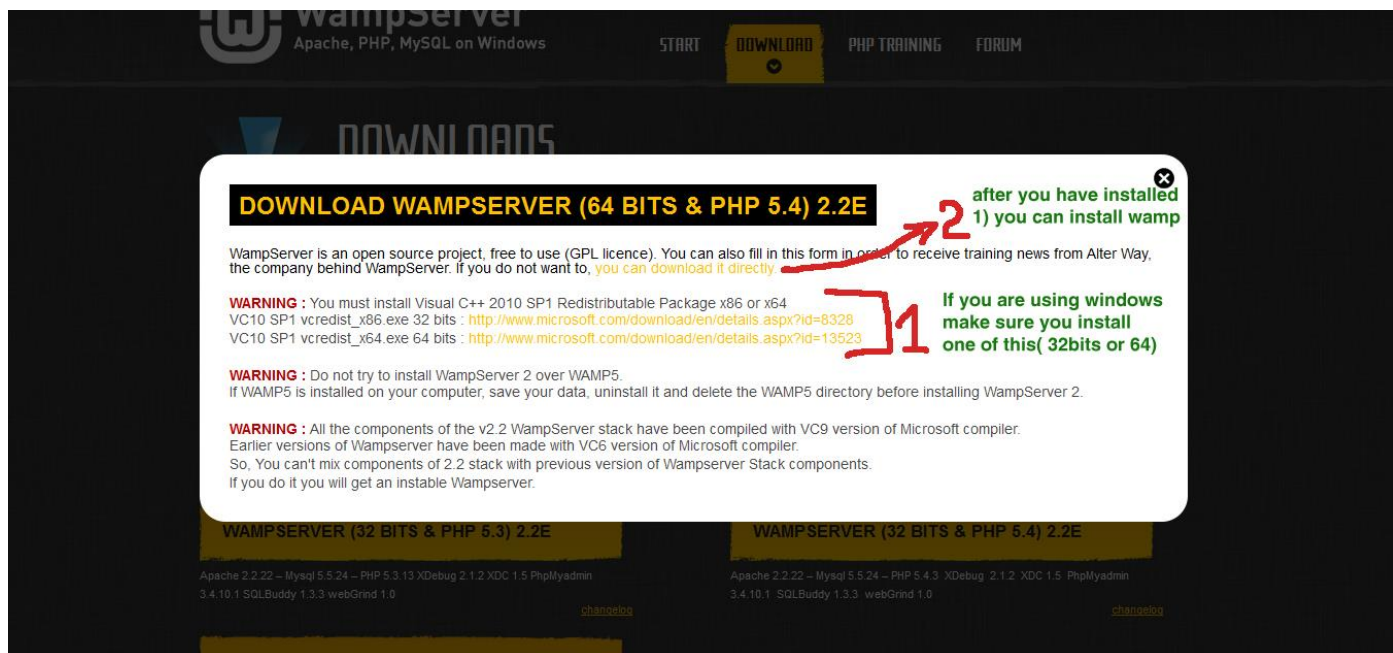 WampServer
Apache, PHP, MySQL on Windows
START
DOWNLOAD
PHP TRAINING
FORUM
DOWNLOADS
DOWNLOAD WAMPSERVER (64 BITS & PHP 5.4) 2.2E
2
after you have installed
1) you can install wamp
WampServer is an open source project, free to use (GPL licence). You can also fill in this form in order to receive training news from Alter Way,
the company behind WampServer. If you do not want to, you can download it directly.
WARNING : You must install Visual C++ 2010 SP1 Redistributable Package x86 or x64
VC10 SP1 vcredist_x86.exe 32 bits : http://www.microsoft.com/download/en/details.aspx?id=8328
VC10 SP1 vcredist_x64.exe 64 bits : http://www.microsoft.com/download/en/details.aspx?id=13523
1
If you are using windows
make sure you install
one of this( 32bits or 64)
WARNING : Do not try to install WampServer 2 over WAMP5.
If WAMP5 is installed on your computer, save your data, uninstall it and delete the WAMP5 directory before installing WampServer 2.
WARNING : All the components of the v2.2 WampServer stack have been compiled with VC9 version of Microsoft compiler.
Earlier versions of Wampserver have been made with VC6 version of Microsoft compiler.
So, You can't mix components of 2.2 stack with previous version of Wampserver Stack components.
If you do it you will get an instable Wampserver.
WAMPSERVER (32 BITS & PHP 5.3) 2.2E
Apache 2.2.22 – Mysql 5.5.24 – PHP 5.3.13 XDebug 2.1.2 XDC 1.5 PhpMyadmin
3.4.10.1 SQLBuddy 1.3.3 webGrind 1.0
changelog
WAMPSERVER (32 BITS & PHP 5.4) 2.2E
Apache 2.2.22 – Mysql 5.5.24 – PHP 5.4.3 XDebug 2.1.2 XDC 1.5 PhpMyadmin
3.4.10.1 SQLBuddy 1.3.3 webGrind 1.0
changelog